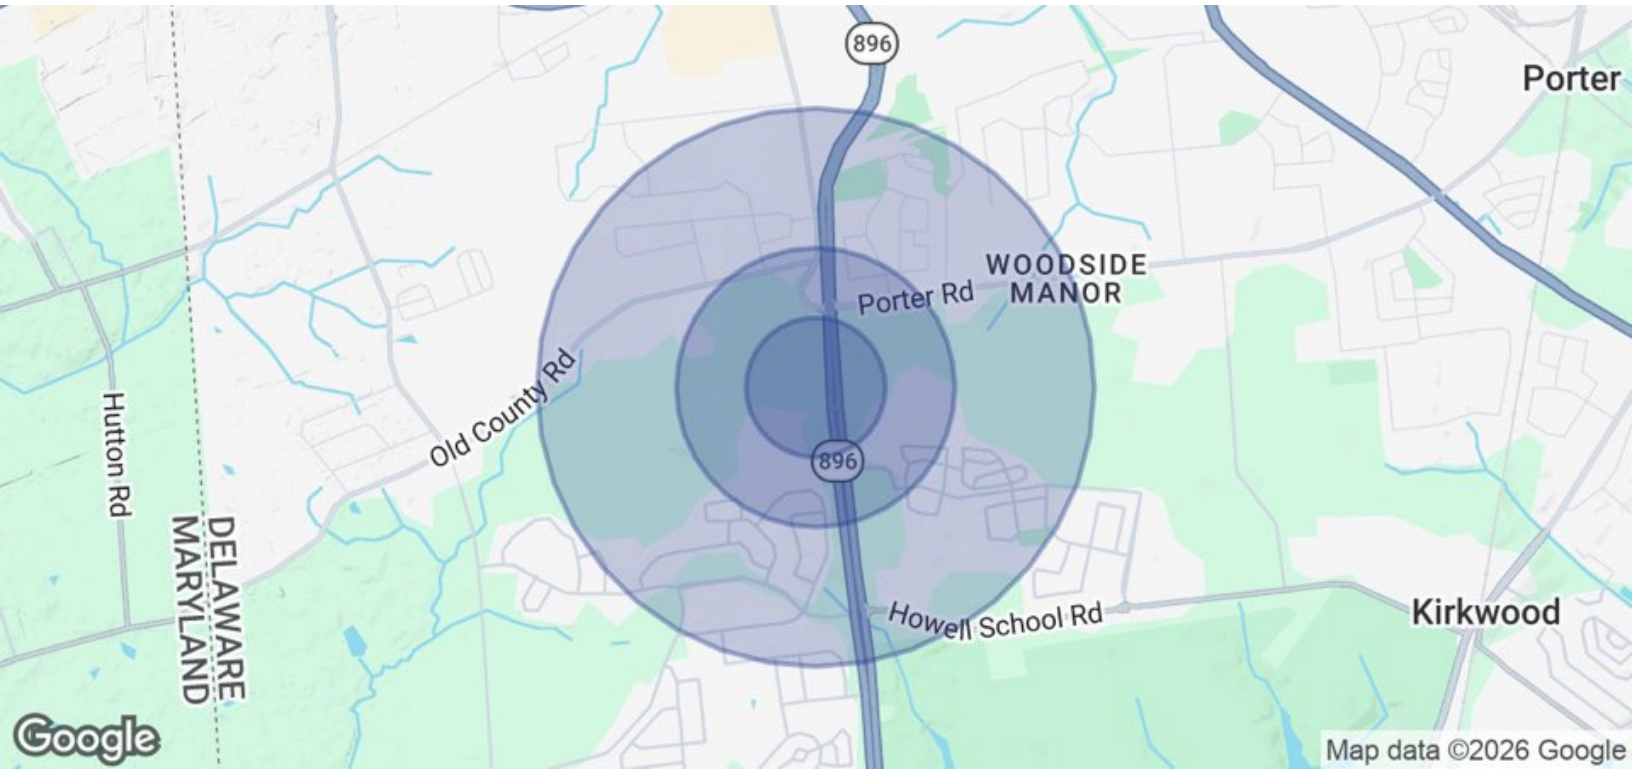 896
Porter
WOODSIDE
MANOR
Porter Rd
Old County Rd
Hutton Rd
896
DELAWARE
MARYLAND
Howell School Rd
Kirkwood
Google
Map data ©2026 Google